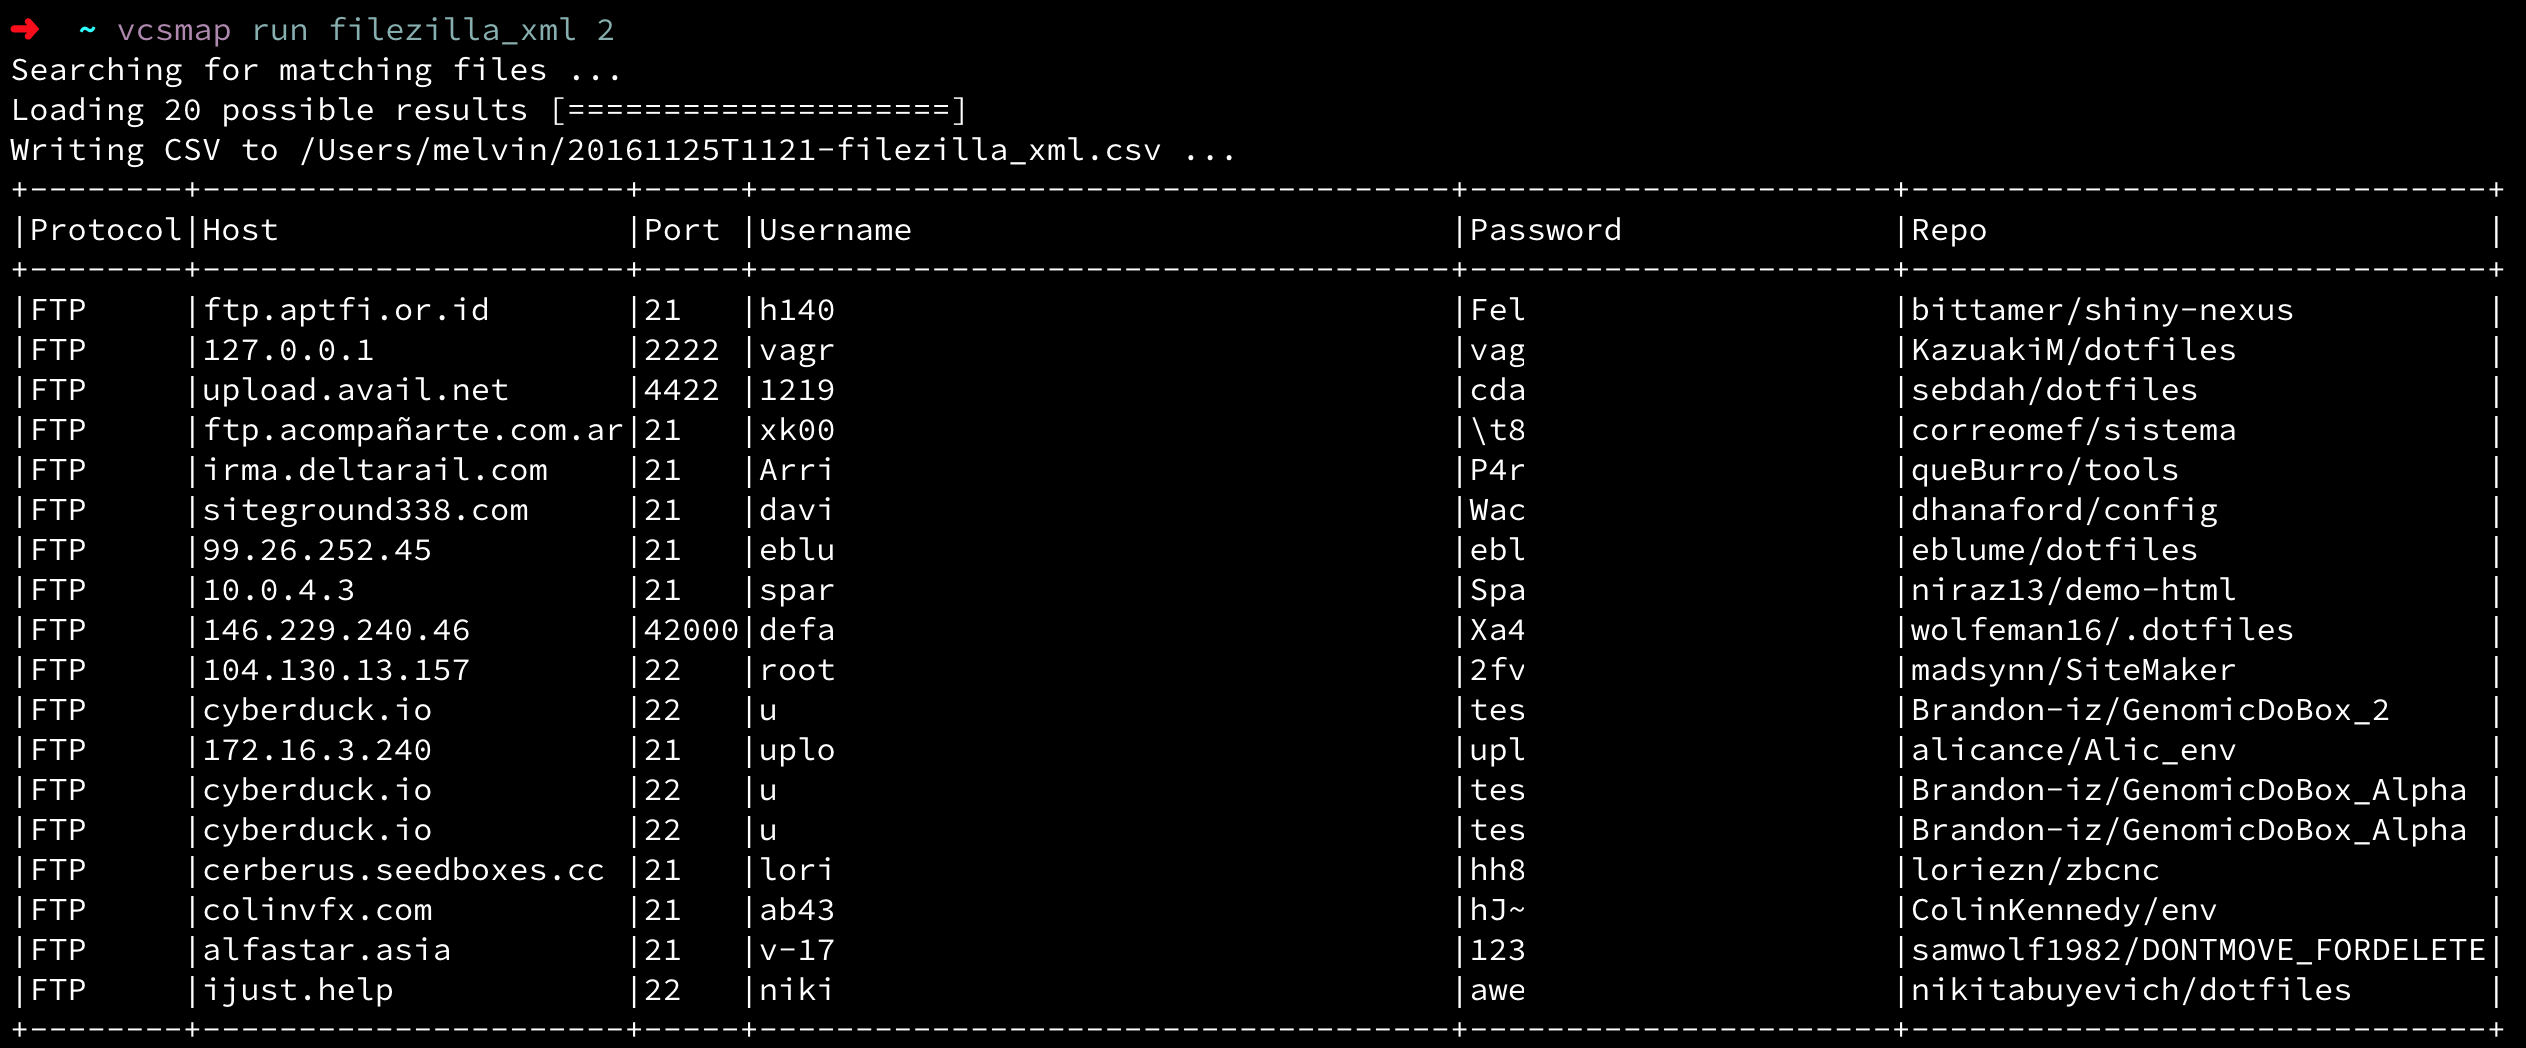 ➜  ~ vcsmap run filezilla_xml 2
Searching for matching files ...
Loading 20 possible results [====================]
Writing CSV to /Users/melvin/20161125T1121-filezilla_xml.csv ...
+--------+----------------------+-----+------------------------------------+----------------------+------------------------------+
|Protocol|Host                  |Port |Username                            |Password              |Repo                          |
+--------+----------------------+-----+------------------------------------+----------------------+------------------------------+
|FTP     |ftp.aptfi.or.id       |21   |h140                                |Fel                   |bittamer/shiny-nexus          |
|FTP     |127.0.0.1             |2222 |vagr                                |vag                   |KazuakiM/dotfiles             |
|FTP     |upload.avail.net      |4422 |1219                                |cda                   |sebdah/dotfiles               |
|FTP     |ftp.acompañarte.com.ar|21   |xk00                                |\t8                   |correomef/sistema             |
|FTP     |irma.deltarail.com    |21   |Arri                                |P4r                   |queBurro/tools                |
|FTP     |siteground338.com     |21   |davi                                |Wac                   |dhanaford/config              |
|FTP     |99.26.252.45          |21   |eblu                                |ebl                   |eblume/dotfiles               |
|FTP     |10.0.4.3              |21   |spar                                |Spa                   |niraz13/demo-html             |
|FTP     |146.229.240.46        |42000|defa                                |Xa4                   |wolfeman16/.dotfiles          |
|FTP     |104.130.13.157        |22   |root                                |2fv                   |madsynn/SiteMaker             |
|FTP     |cyberduck.io          |22   |u                                   |tes                   |Brandon-iz/GenomicDoBox_2     |
|FTP     |172.16.3.240          |21   |uplo                                |upl                   |alicance/Alic_env             |
|FTP     |cyberduck.io          |22   |u                                   |tes                   |Brandon-iz/GenomicDoBox_Alpha |
|FTP     |cyberduck.io          |22   |u                                   |tes                   |Brandon-iz/GenomicDoBox_Alpha |
|FTP     |cerberus.seedboxes.cc |21   |lori                                |hh8                   |loriezn/zbcnc                 |
|FTP     |colinvfx.com          |21   |ab43                                |hJ~                   |ColinKennedy/env              |
|FTP     |alfastar.asia         |21   |v-17                                |123                   |samwolf1982/DONTMOVE_FORDELETE|
|FTP     |ijust.help            |22   |niki                                |awe                   |nikitabuyevich/dotfiles       |
+--------+----------------------+-----+------------------------------------+----------------------+------------------------------+